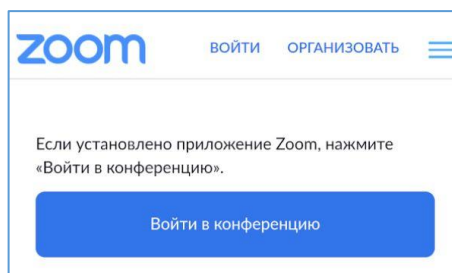 zoom ВОЙТИ ОРГАНИЗОВАТЬ
Если установлено приложение Zoom, нажмите
«Войти в конференцию».
Войти в конференцию